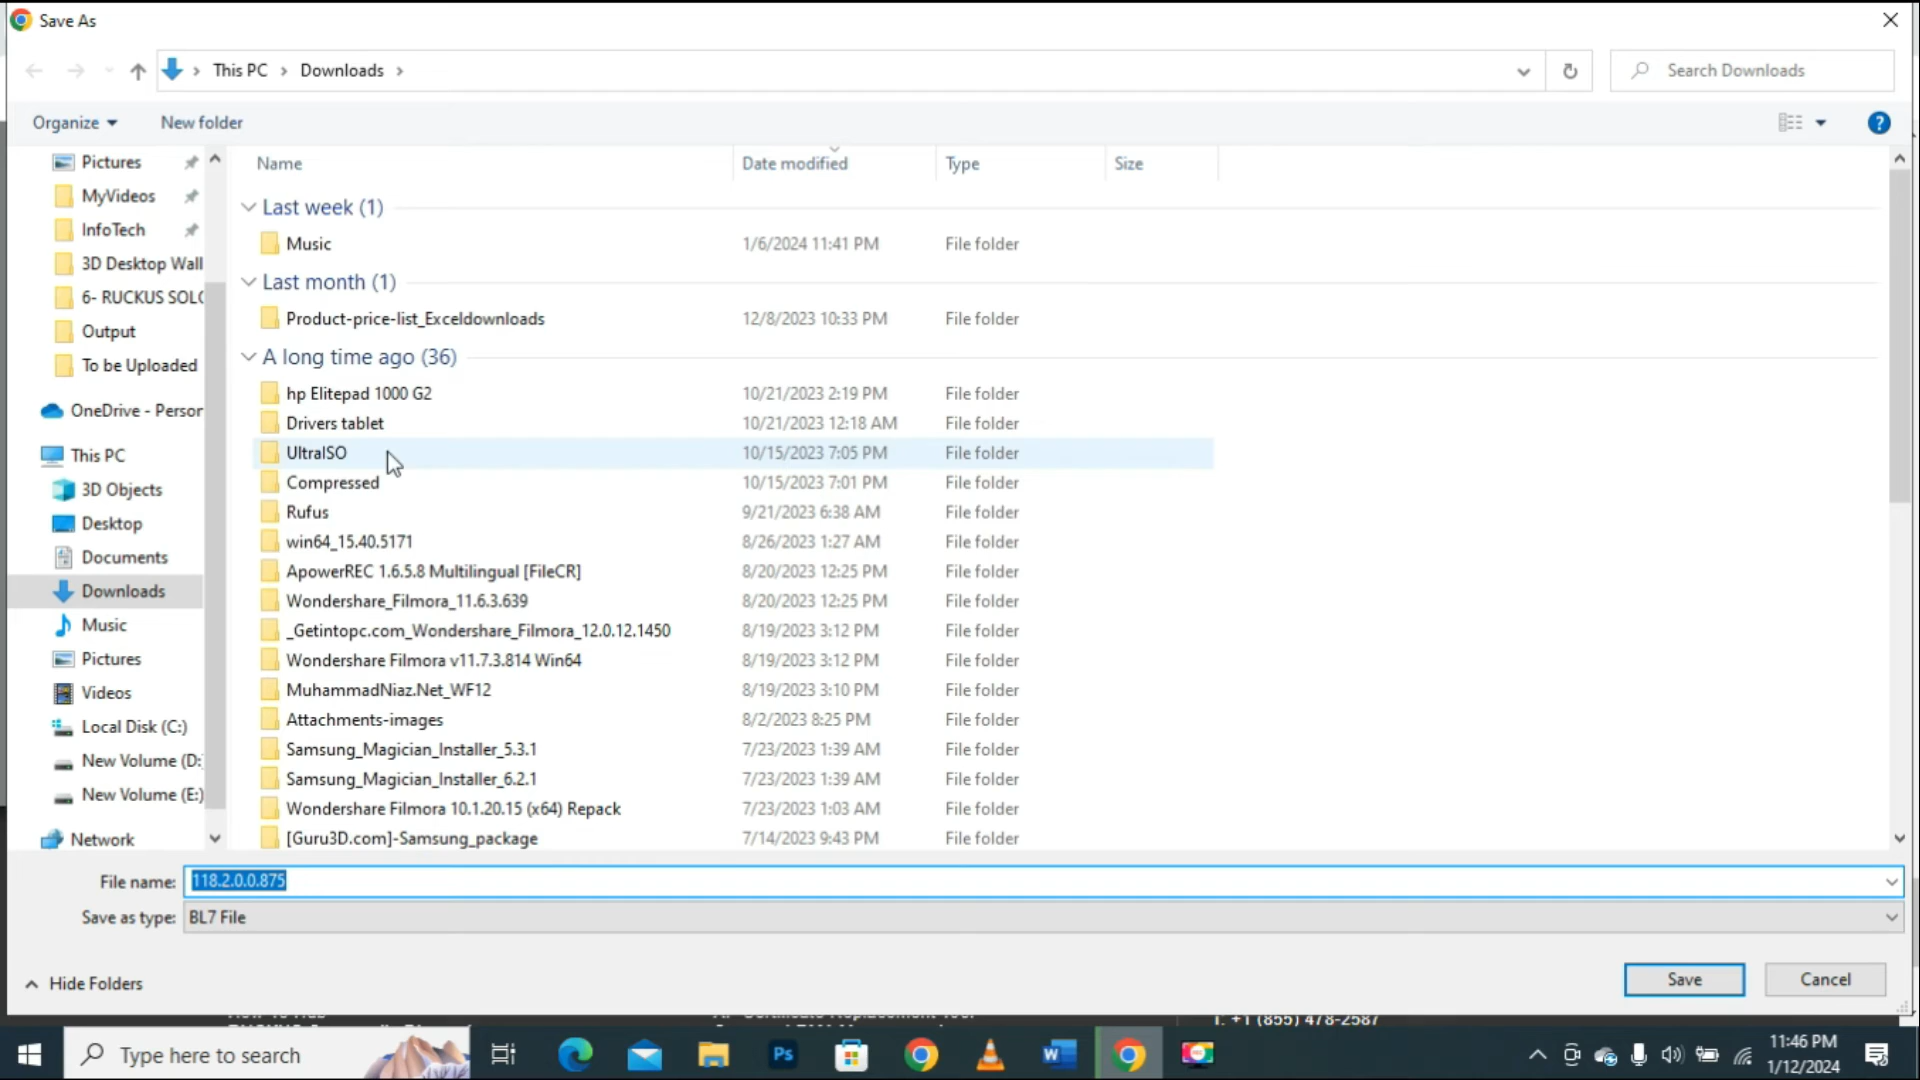 Save As
This PC
Downloads
Search Downloads
Organize
New folder
?
Pictures
MyVideos
InfoTech
3D Desktop Wall
6- RUCKUS SOLO
Output
To be Uploaded
OneDrive - Person
This PC
3D Objects
Desktop
Documents
Downloads
Music
Pictures
Videos
Local Disk (C:)
New Volume (D:
New Volume (E:)
Network
Name Date modified Type Size
Last week (1)
Music 1/6/2024 11:41 PM File folder
Last month (1)
Product-price-list_Exceldownloads 12/8/2023 10:33 PM File folder
A long time ago (36)
hp Elitepad 1000 G2 10/21/2023 2:19 PM File folder
Drivers tablet 10/21/2023 12:18 AM File folder
UltraISO 10/15/2023 7:05 PM File folder
Compressed 10/15/2023 7:01 PM File folder
Rufus 9/21/2023 6:38 AM File folder
win64_15.40.5171 8/26/2023 1:27 AM File folder
ApowerREC 1.6.5.8 Multilingual [FileCR] 8/20/2023 12:25 PM File folder
Wondershare_Filmora_11.6.3.639 8/20/2023 12:25 PM File folder
_Getintopc.com_Wondershare_Filmora_12.0.12.1450 8/19/2023 3:12 PM File folder
Wondershare Filmora v11.7.3.814 Win64 8/19/2023 3:12 PM File folder
MuhammadNiaz.Net_WF12 8/19/2023 3:10 PM File folder
Attachments-images 8/2/2023 8:25 PM File folder
Samsung_Magician_Installer_5.3.1 7/23/2023 1:39 AM File folder
Samsung_Magician_Installer_6.2.1 7/23/2023 1:39 AM File folder
Wondershare Filmora 10.1.20.15 (x64) Repack 7/23/2023 1:03 AM File folder
[Guru3D.com]-Samsung_package 7/14/2023 9:43 PM File folder
File name: 118.2.0.0.875
Save as type: BL7 File
Hide Folders
Save
Cancel
T: +1 (855) 478-2587
Type here to search
Ps
W
11:46 PM
1/12/2024